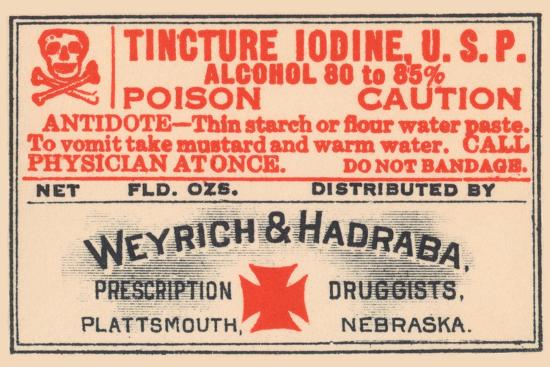 TINCTURE IODINE, U. S. P.
ALCOHOL 80 to 85%
POISON CAUTION
ANTIDOTE—Thin starch or flour water paste.
To vomit take mustard and warm water. CALL
PHYSICIAN AT ONCE. DO NOT BANDAGE.
NET FLD. OZS. DISTRIBUTED BY
WEYRICH & HADRABA,
PRESCRIPTION DRUGGISTS,
PLATTSMOUTH, NEBRASKA.